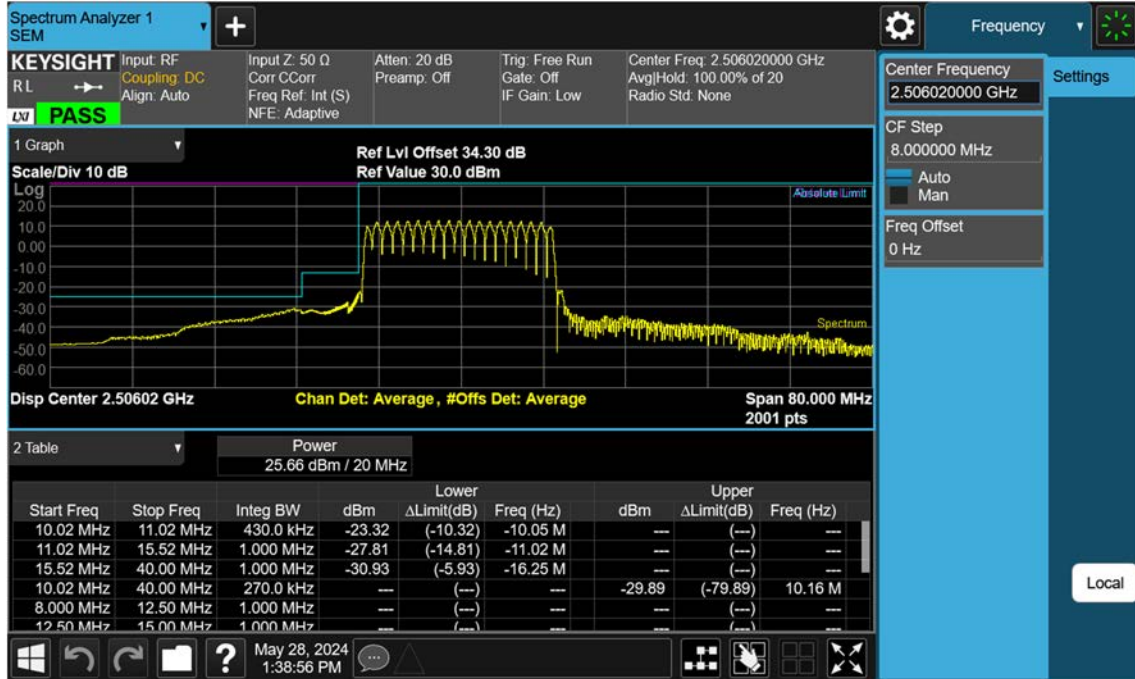 Spectrum Analyzer 1
SEM
Frequency
KEYSIGHT
R L
LXI PASS
Input: RF
Coupling: DC
Align: Auto
Input Z: 50 Ω
Corr CCorr
Freq Ref: Int (S)
NFE: Adaptive
Atten: 20 dB
Preamp: Off
Trig: Free Run
Gate: Off
IF Gain: Low
Center Freq: 2.506020000 GHz
Avg|Hold: 100.00% of 20
Radio Std: None
Center Frequency
2.506020000 GHz
Settings
CF Step
8.000000 MHz
Auto
Man
Freq Offset
0 Hz
Local
1 Graph
Ref Lvl Offset 34.30 dB
Scale/Div 10 dB
Ref Value 30.0 dBm
Log
Absolute Limit
20.0
10.0
0.00
-10.0
-20.0
-30.0
Spectrum
-40.0
-50.0
-60.0
Disp Center 2.50602 GHz
Chan Det: Average, #Offs Det: Average
Span 80.000 MHz
2001 pts
2 Table
Power
25.66 dBm / 20 MHz
Lower Upper
Start Freq Stop Freq Integ BW dBm ΔLimit(dB) Freq (Hz) dBm ΔLimit(dB) Freq (Hz)
10.02 MHz 11.02 MHz 430.0 kHz -23.32 (-10.32) -10.05 M --- (---) ---
11.02 MHz 15.52 MHz 1.000 MHz -27.81 (-14.81) -11.02 M --- (---) ---
15.52 MHz 40.00 MHz 1.000 MHz -30.93 (-5.93) -16.25 M --- (---) ---
10.02 MHz 40.00 MHz 270.0 kHz --- (---) --- -29.89 (-79.89) 10.16 M
8.000 MHz 12.50 MHz 1.000 MHz --- (---) --- --- (---) ---
12.50 MHz 15.00 MHz 1.000 MHz --- (---) --- --- (---) ---
?
May 28, 2024
1:38:56 PM